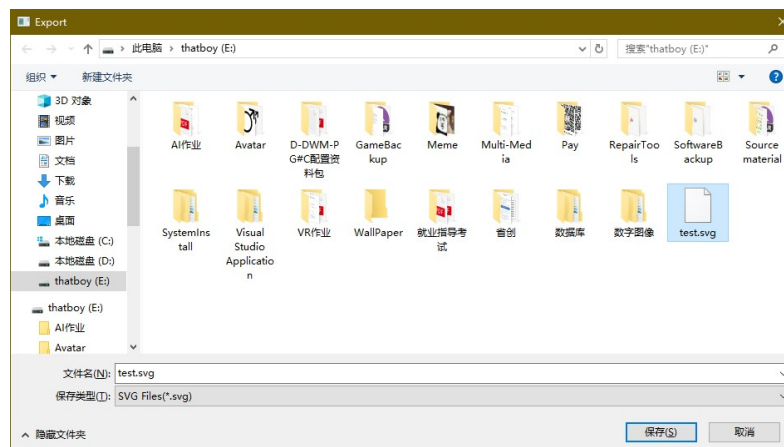 Export
此电脑 › thatboy (E:)
搜索"thatboy (E:)"
组织
新建文件夹
3D 对象
视频
图片
文档
下载
音乐
桌面
本地磁盘 (C:)
本地磁盘 (D:)
thatboy (E:)
thatboy (E:)
AI作业
Avatar
AI作业
Avatar
D-DWM-P
G#C配置资
料包
GameBac
kup
Meme
Multi-Med
ia
Pay
RepairToo
ls
SoftwareB
ackup
Source
material
SystemIns
tall
Visual
Studio
Applicatio
n
VR作业
WallPaper
就业指导考
试
省创
数据库
数字图像
test.svg
文件名(N):
test.svg
保存类型(T):
SVG Files(*.svg)
隐藏文件夹
保存(S)
取消